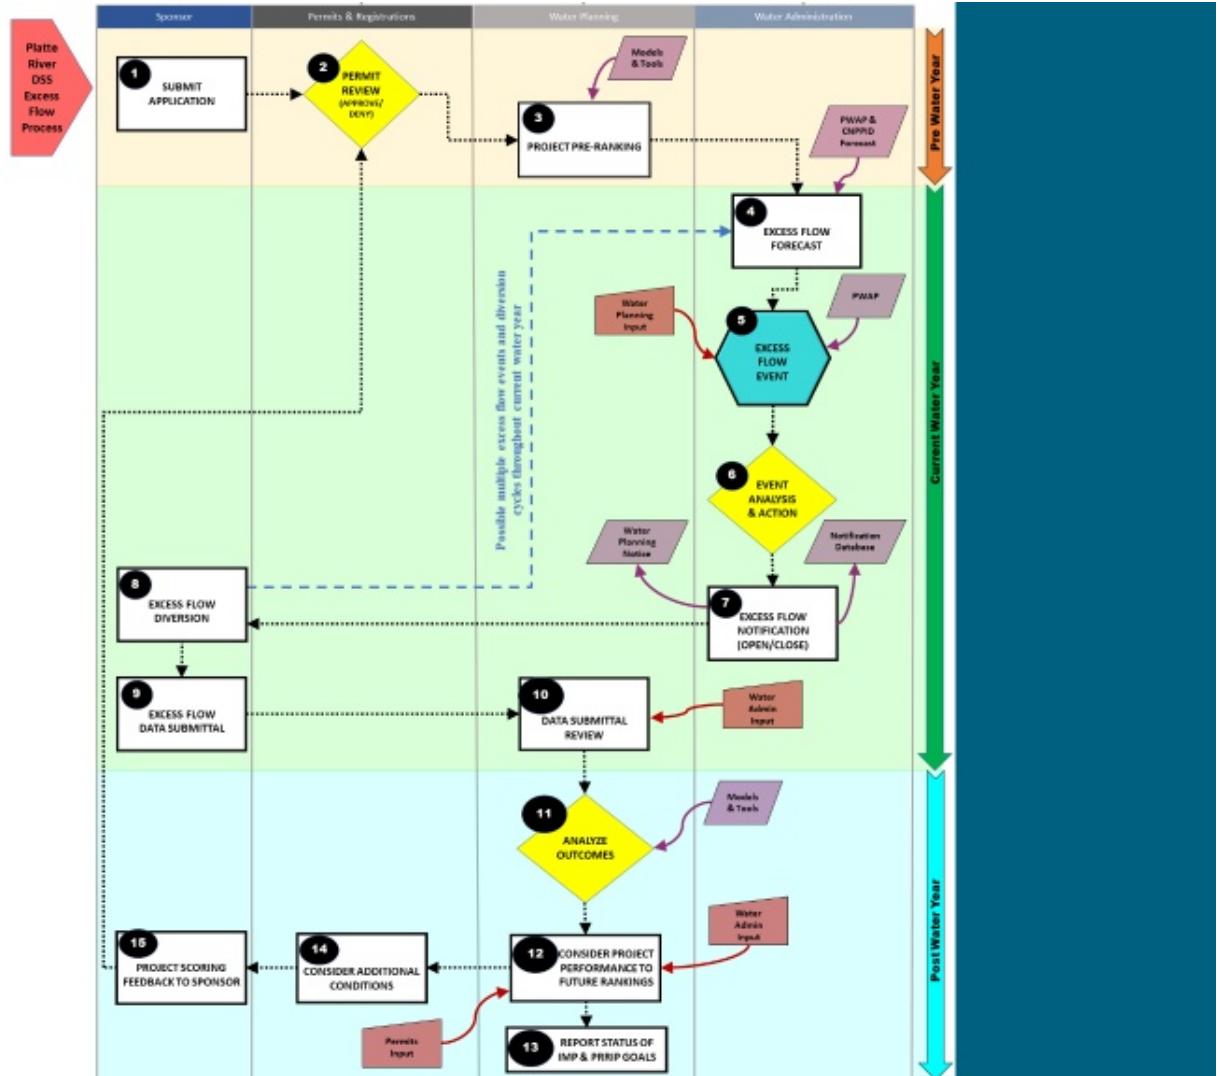 Sponsor
Permits & Registrations
Water Planning
Water Administration
Platte
River
DSS
Excess
Flow
Process
1
SUBMIT
APPLICATION
2
PERMIT
REVIEW
(APPROVE/
DENY)
Models
& Tools
3
PROJECT PRE-RANKING
PWAP &
CNPPID
Forecast
Pre Water Year
4
EXCESS FLOW
FORECAST
Water
Planning
Input
PWAP
5
EXCESS
FLOW
EVENT
Possible multiple excess flow events and diversion
cycles throughout current water year
Current Water Year
6
EVENT
ANALYSIS
& ACTION
Water
Planning
Notice
Notification
Database
7
EXCESS FLOW
NOTIFICATION
(OPEN/CLOSE)
8
EXCESS FLOW
DIVERSION
9
EXCESS FLOW
DATA SUBMITTAL
10
DATA SUBMITTAL
REVIEW
Water
Admin
Input
11
ANALYZE
OUTCOMES
Models
& Tools
Post Water Year
Water
Admin
Input
12
CONSIDER PROJECT
PERFORMANCE TO
FUTURE RANKINGS
14
CONSIDER ADDITIONAL
CONDITIONS
15
PROJECT SCORING
FEEDBACK TO SPONSOR
Permits
Input
13
REPORT STATUS OF
IMP & PRRIP GOALS